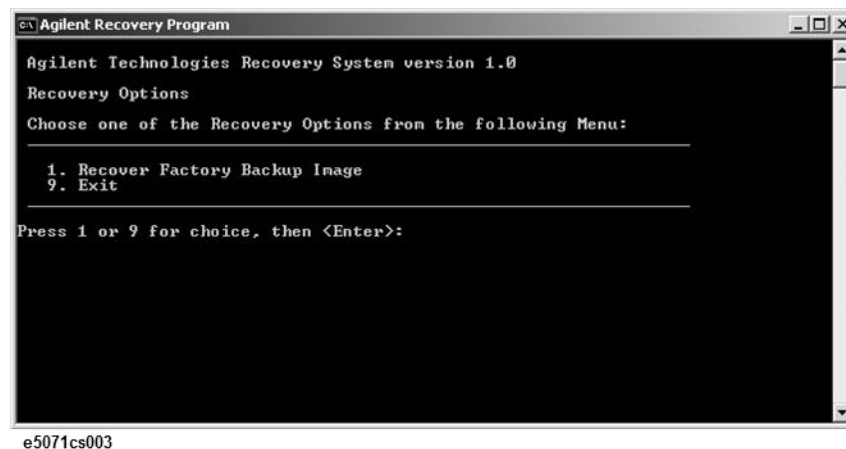 Agilent Recovery Program
Agilent Technologies Recovery System version 1.0
Recovery Options
Choose one of the Recovery Options from the following Menu:
1. Recover Factory Backup Image
9. Exit
Press 1 or 9 for choice, then <Enter>:
e5071cs003